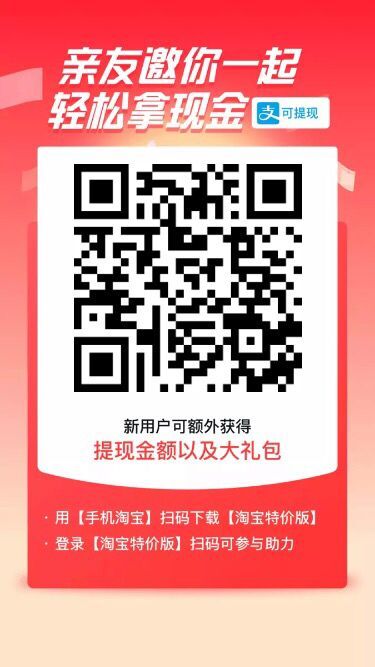 亲友邀你一起
轻松拿现金 支 可提现
新用户可额外获得
提现金额以及大礼包
· 用【手机淘宝】扫码下载【淘宝特价版】
· 登录【淘宝特价版】扫码可参与助力